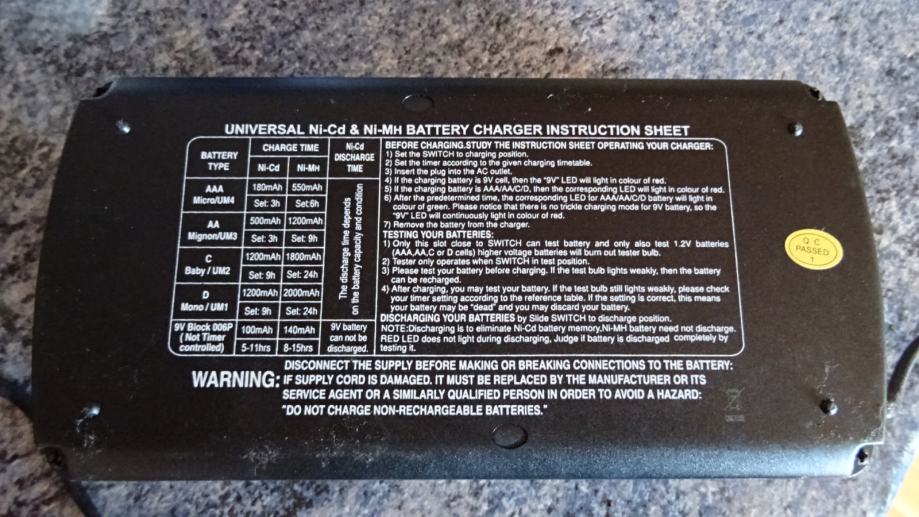 UNIVERSAL Ni-Cd & Ni-MH BATTERY CHARGER INSTRUCTION SHEET
BATTERY TYPE
CHARGE TIME
Ni-Cd
Ni-MH
Ni-Cd DISCHARGE TIME
AAA
Micro/UM4
180mAh
550mAh
Set: 3h
Set:6h
AA
Mignon/UM3
500mAh
1200mAh
Set: 3h
Set: 9h
C
Baby / UM2
1200mAh
1800mAh
Set: 9h
Set: 24h
D
Mono / UM1
1200mAh
2000mAh
Set: 9h
Set: 24h
The discharge time depends
on the battery capacity and condition
9V Block 006P
( Not Timer
controlled)
100mAh
140mAh
5-11hrs
8-15hrs
9V battery
can not be
discharged.
BEFORE CHARGING.STUDY THE INSTRUCTION SHEET OPERATING YOUR CHARGER:
1) Set the SWITCH to charging position.
2) Set the timer according to the given charging timetable.
3) Insert the plug into the AC outlet.
4) If the charging battery is 9V cell, then the "9V" LED will light in colour of red.
5) If the charging battery is AAA/AA/C/D, then the corresponding LED will light in colour of red.
6) After the predetermined time, the corresponding LED for AAA/AA/C/D battery will light in
colour of green. Please notice that there is no trickle charging mode for 9V battery, so the
"9V" LED will continuously light in colour of red.
7) Remove the battery from the charger.
TESTING YOUR BATTERIES:
1) Only this slot close to SWITCH can test battery and only also test 1.2V batteries
(AAA,AA,C or D cells) higher voltage batteries will burn out tester bulb.
2) Tester only operates when SWITCH in test position.
3) Please test your battery before charging. If the test bulb lights weakly, then the battery
can be recharged.
4) After charging, you may test your battery. If the test bulb still lights weakly, please check
your timer setting according to the reference table. If the setting is correct, this means
your battery may be "dead" and you may discard your battery.
DISCHARGING YOUR BATTERIES by Slide SWITCH to discharge position.
NOTE:Discharging is to eliminate Ni-Cd battery memory,Ni-MH battery need not discharge.
RED LED does not light during discharging, Judge if battery is discharged completely by
testing it.
QC
PASSED
1
WARNING:
DISCONNECT THE SUPPLY BEFORE MAKING OR BREAKING CONNECTIONS TO THE BATTERY:
IF SUPPLY CORD IS DAMAGED. IT MUST BE REPLACED BY THE MANUFACTURER OR ITS
SERVICE AGENT OR A SIMILARLY QUALIFIED PERSON IN ORDER TO AVOID A HAZARD:
"DO NOT CHARGE NON-RECHARGEABLE BATTERIES."